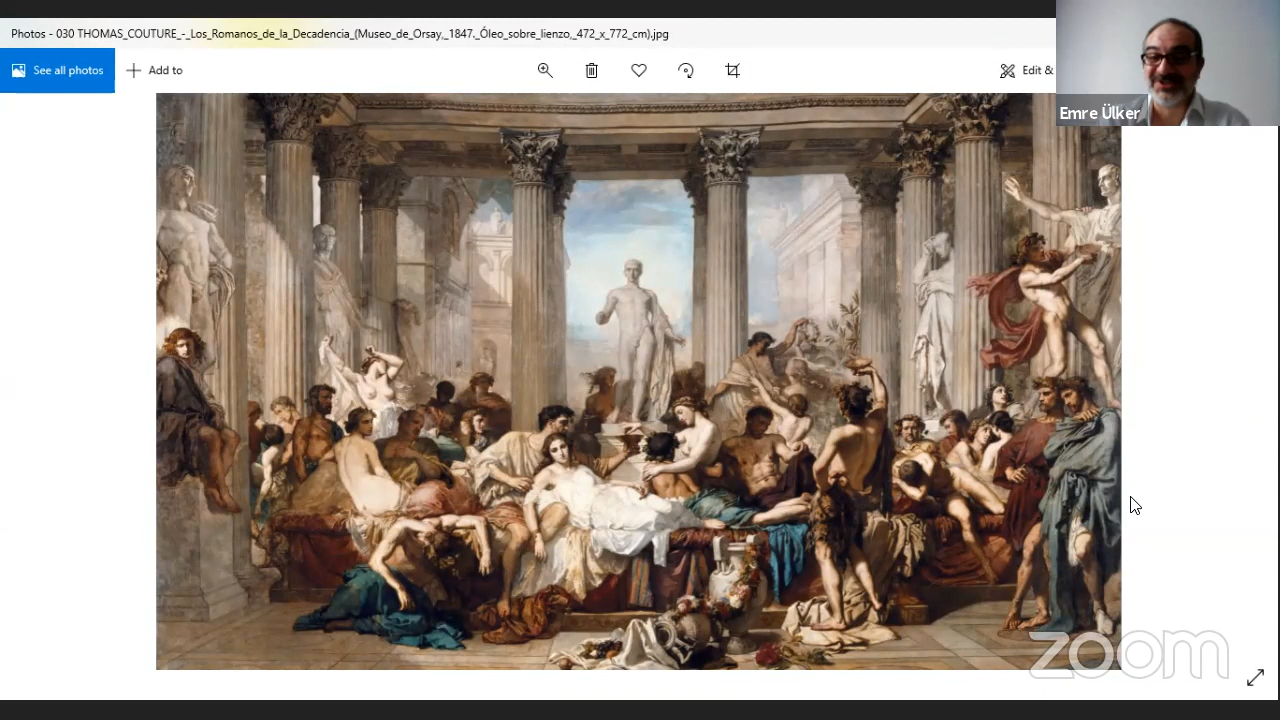 Photos - 030 THOMAS_COUTURE_-_Los_Romanos_de_la_Decadencia_(Museo_de_Orsay,_1847._Óleo_sobre_lienzo,_472_x_772_cm).jpg
See all photos
Add to
Edit &
Emre Ülker
zoom